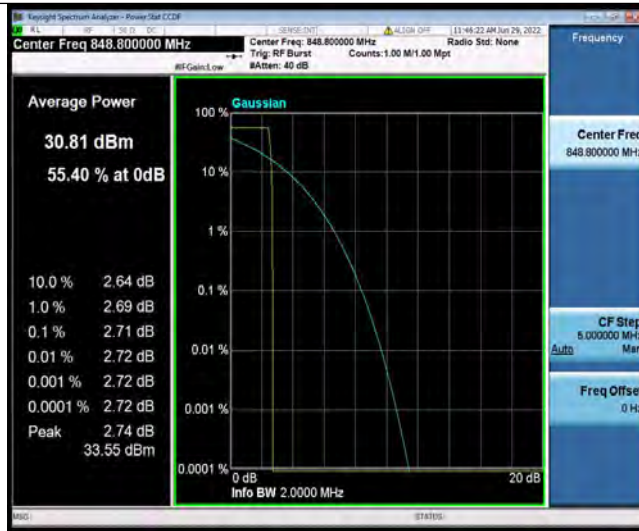 Keysight Spectrum Analyzer - Power Stat CCDF
RL RF 50 Ω DC SENSE:INT ALIGN OFF 11:46:22 AM Jun 29, 2022
Center Freq 848.800000 MHz
Center Freq: 848.800000 MHz Radio Std: None
Trig: RF Burst Counts:1.00 M/1.00 Mpt
#IFGain:Low #Atten: 40 dB
Frequency
Average Power
30.81 dBm
55.40 % at 0dB
10.0 % 2.64 dB
1.0 % 2.69 dB
0.1 % 2.71 dB
0.01 % 2.72 dB
0.001 % 2.72 dB
0.0001 % 2.72 dB
Peak 2.74 dB
33.55 dBm
Gaussian
100 %
10 %
1 %
0.1 %
0.01 %
0.001 %
0.0001 %
0 dB 20 dB
Info BW 2.0000 MHz
Center Freq
848.800000 MHz
CF Step
5.000000 MHz
Auto Man
Freq Offset
0 Hz
MSG STATUS